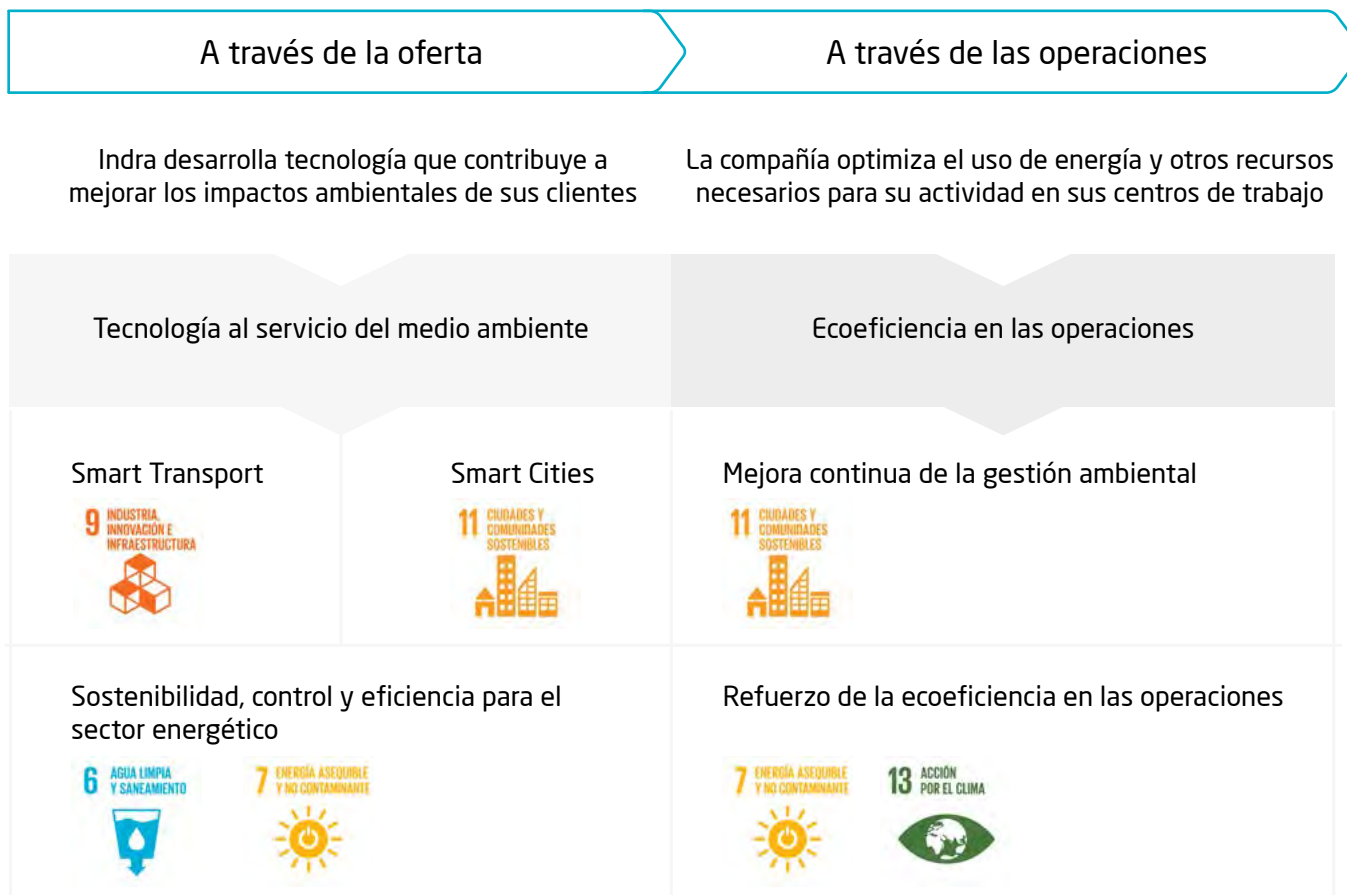 A través de la oferta
A través de las operaciones
Indra desarrolla tecnología que contribuye a
mejorar los impactos ambientales de sus clientes
La compañía optimiza el uso de energía y otros recursos
necesarios para su actividad en sus centros de trabajo
Tecnología al servicio del medio ambiente
Ecoeficiencia en las operaciones
Smart Transport
9 INDUSTRIA,
INNOVACIÓN E
INFRAESTRUCTURA
Smart Cities
11 CIUDADES Y
COMUNIDADES
SOSTENIBLES
Mejora continua de la gestión ambiental
11 CIUDADES Y
COMUNIDADES
SOSTENIBLES
Sostenibilidad, control y eficiencia para el
sector energético
6 AGUA LIMPIA
Y SANEAMIENTO
7 ENERGÍA ASEQUIBLE
Y NO CONTAMINANTE
Refuerzo de la ecoeficiencia en las operaciones
7 ENERGÍA ASEQUIBLE
Y NO CONTAMINANTE
13 ACCIÓN
POR EL CLIMA